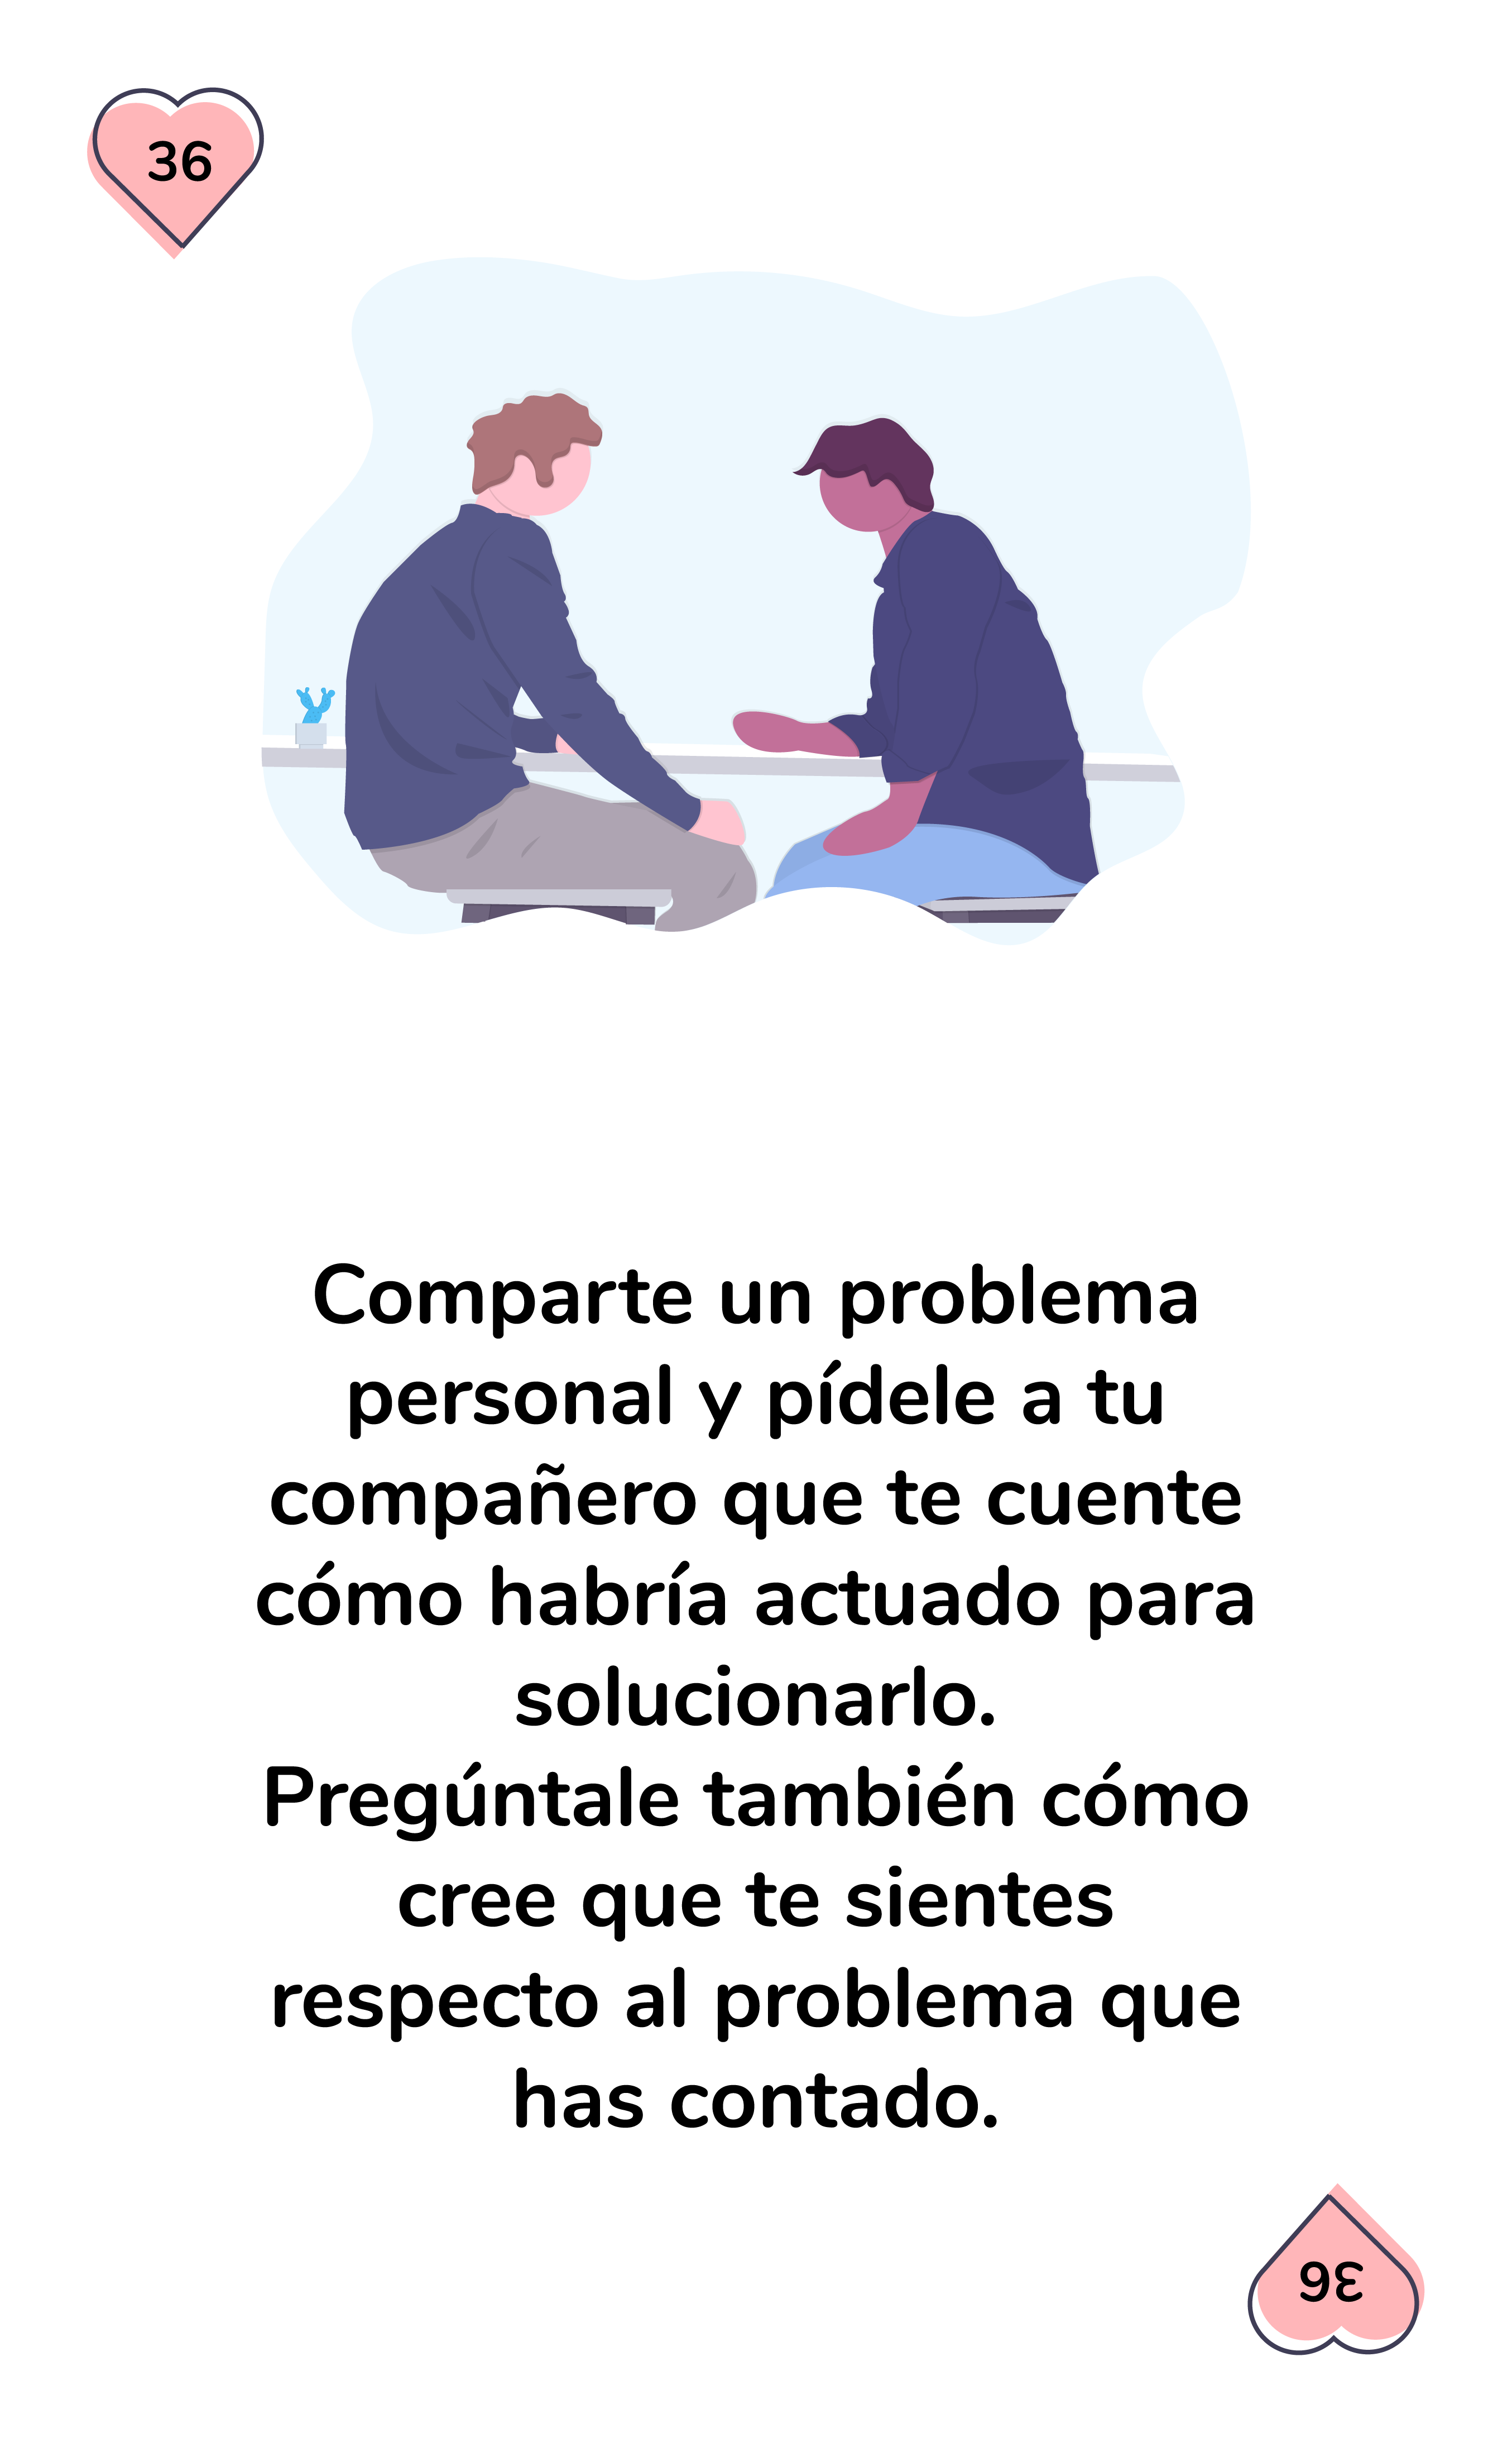 36
Comparte un problema
personal y pídele a tu
compañero que te cuente
cómo habría actuado para
solucionarlo.
Pregúntale también cómo
cree que te sientes
respecto al problema que
has contado.
36